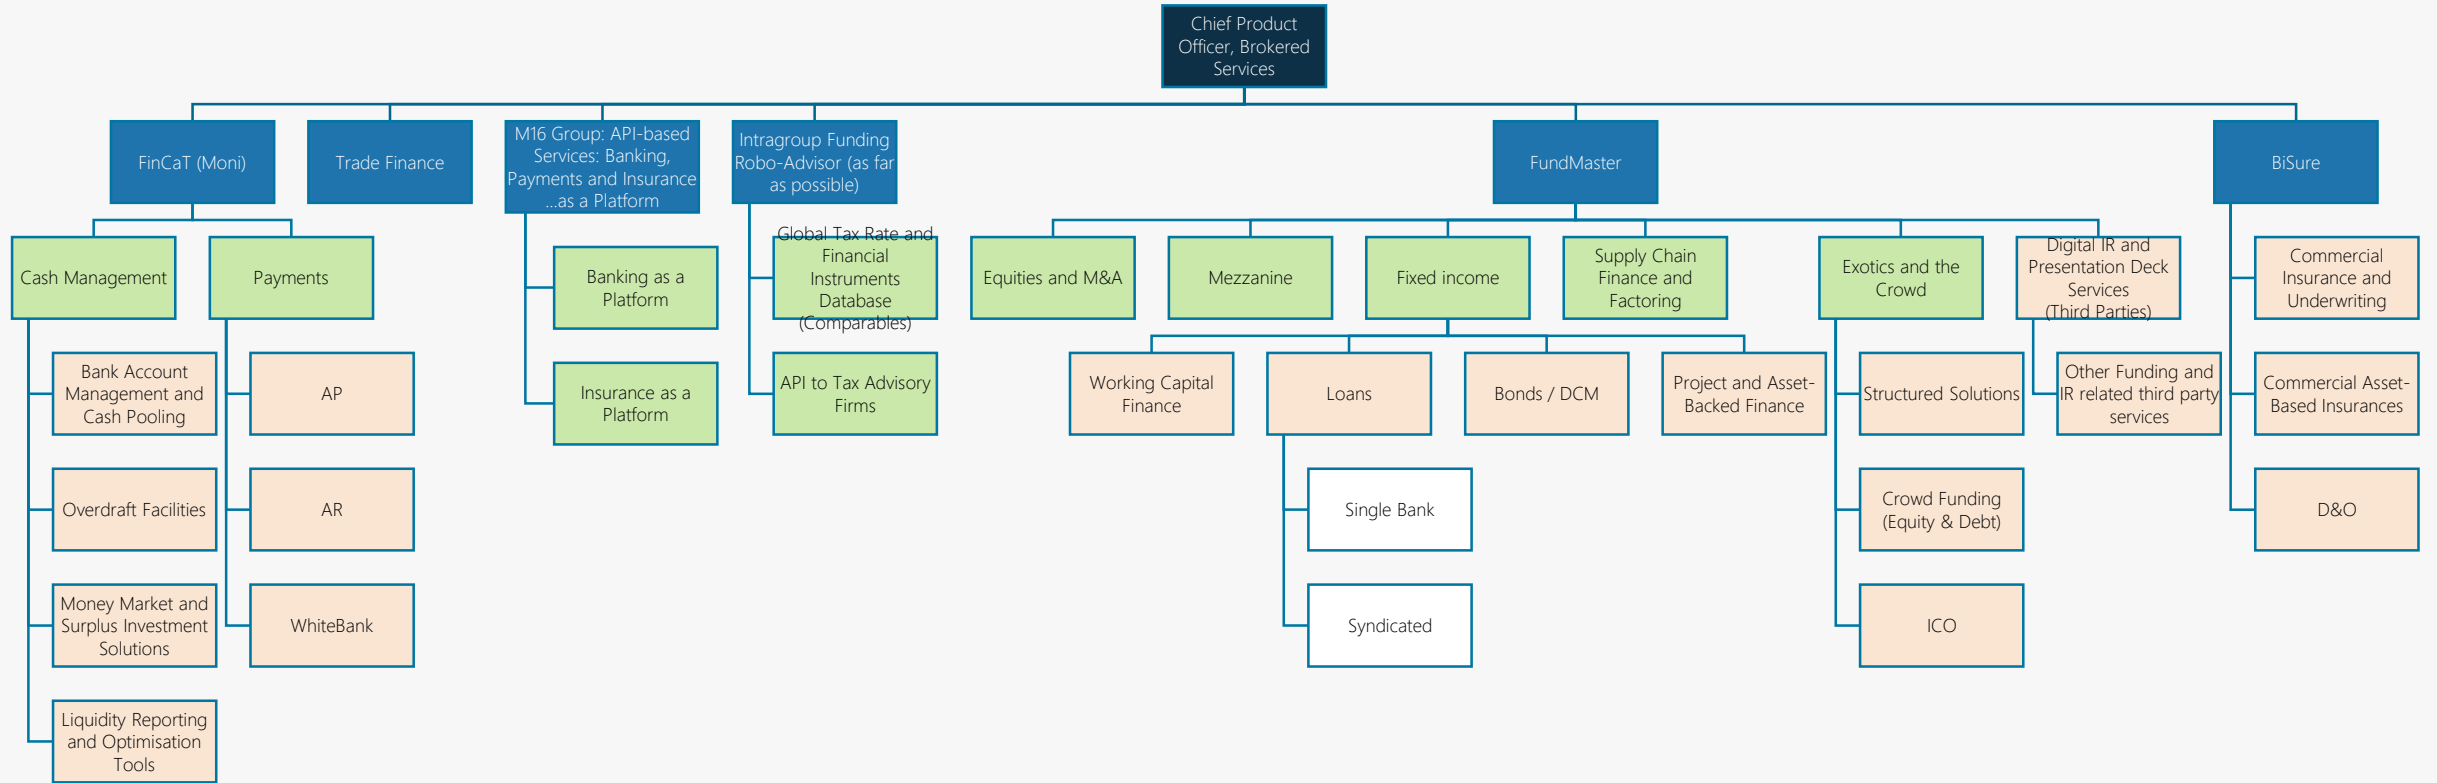 Chief Product
Officer, Brokered
Services
FinCaT (Moni)
Trade Finance
M16 Group: API-based
Services: Banking,
Payments and Insurance
...as a Platform
Intragroup Funding
Robo-Advisor (as far
as possible)
FundMaster
BiSure
Cash Management
Payments
Banking as a
Platform
Global Tax Rate and
Financial
Instruments
Database
(Comparables)
Equities and M&A
Mezzanine
Fixed income
Supply Chain
Finance and
Factoring
Exotics and the
Crowd
Digital IR and
Presentation Deck
Services
(Third Parties)
Commercial
Insurance and
Underwriting
Bank Account
Management and
Cash Pooling
AP
Insurance as a
Platform
API to Tax Advisory
Firms
Working Capital
Finance
Loans
Bonds / DCM
Project and Asset-
Backed Finance
Structured Solutions
Other Funding and
IR related third party
services
Commercial Asset-
Based Insurances
Overdraft Facilities
AR
Single Bank
Crowd Funding
(Equity & Debt)
D&O
Money Market and
Surplus Investment
Solutions
WhiteBank
Syndicated
ICO
Liquidity Reporting
and Optimisation
Tools